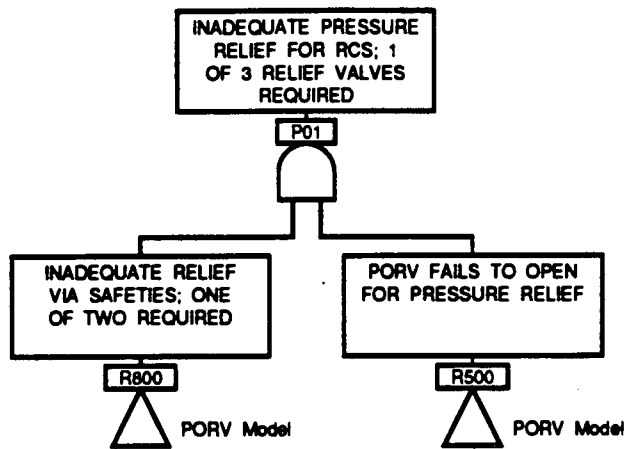 INADEQUATE PRESSURE
RELIEF FOR RCS; 1
OF 3 RELIEF VALVES
REQUIRED
P01
INADEQUATE RELIEF
VIA SAFETIES; ONE
OF TWO REQUIRED
PORV FAILS TO OPEN
FOR PRESSURE RELIEF
R800
R500
PORV Model
PORV Model